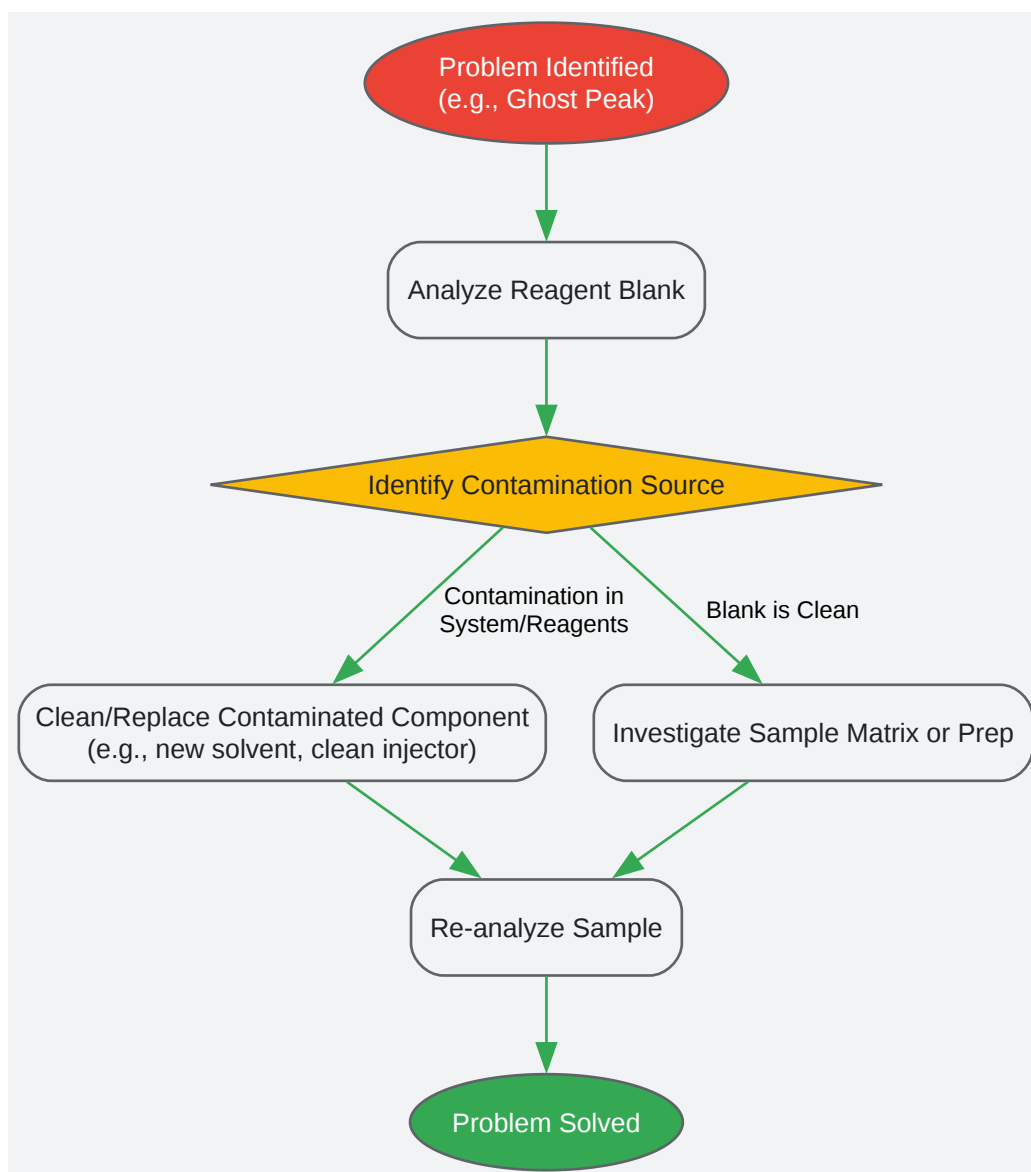 Problem Identified
(e.g., Ghost Peak)
Analyze Reagent Blank
Identify Contamination Source
Contamination in
System/Reagents
Blank is Clean
Clean/Replace Contaminated Component
(e.g., new solvent, clean injector)
Investigate Sample Matrix or Prep
Re-analyze Sample
Problem Solved